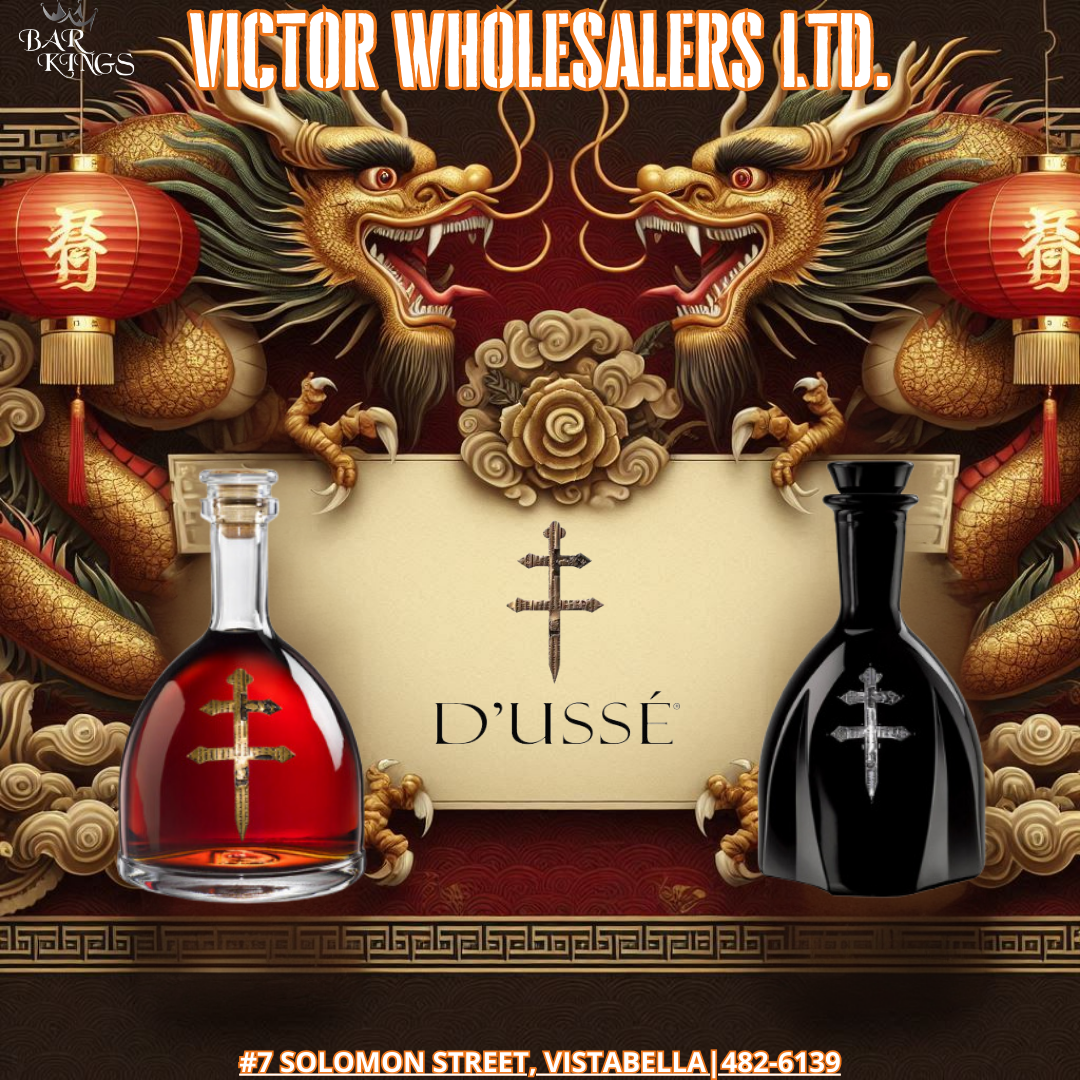 BAR
KINGS
VICTOR WHOLESALERS LTD.
D'USSÉ®
#7 SOLOMON STREET, VISTABELLA|482-6139